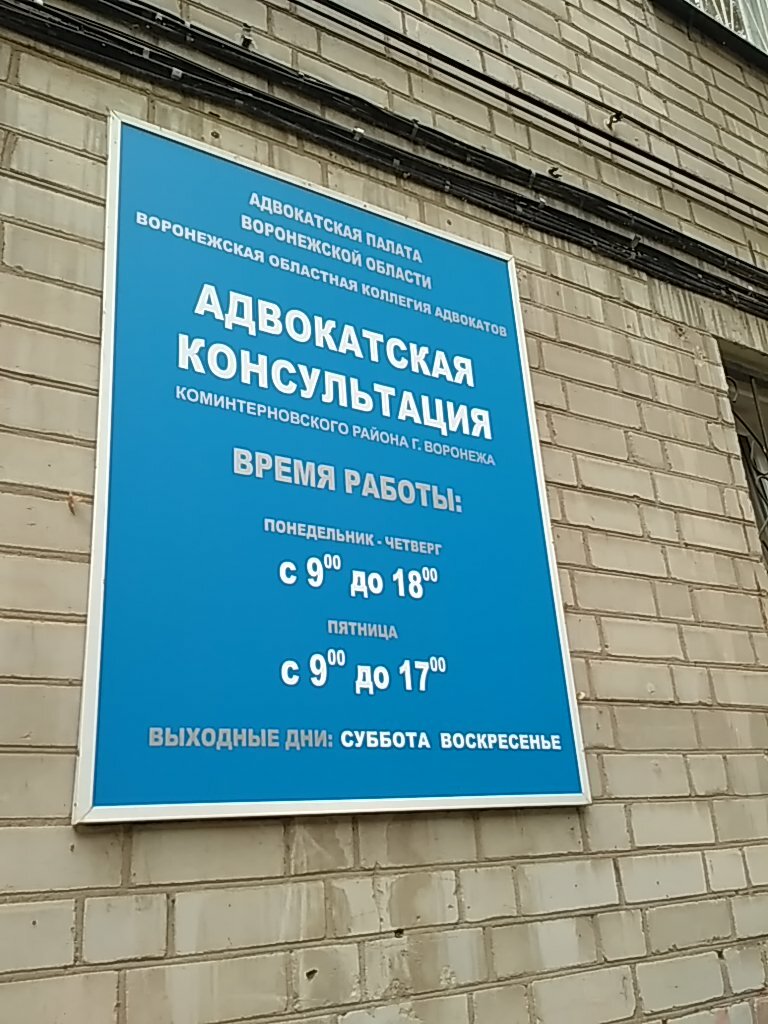 АДВОКАТСКАЯ ПАЛАТА
ВОРОНЕЖСКОЙ ОБЛАСТИ
ВОРОНЕЖСКАЯ ОБЛАСТНАЯ КОЛЛЕГИЯ АДВОКАТОВ
АДВОКАТСКАЯ
КОНСУЛЬТАЦИЯ
КОМИНТЕРНОВСКОГО РАЙОНА Г. ВОРОНЕЖА
ВРЕМЯ РАБОТЫ:
ПОНЕДЕЛЬНИК - ЧЕТВЕРГ
с 9⁰⁰ до 18⁰⁰
ПЯТНИЦА
с 9⁰⁰ до 17⁰⁰
ВЫХОДНЫЕ ДНИ: СУББОТА ВОСКРЕСЕНЬЕ